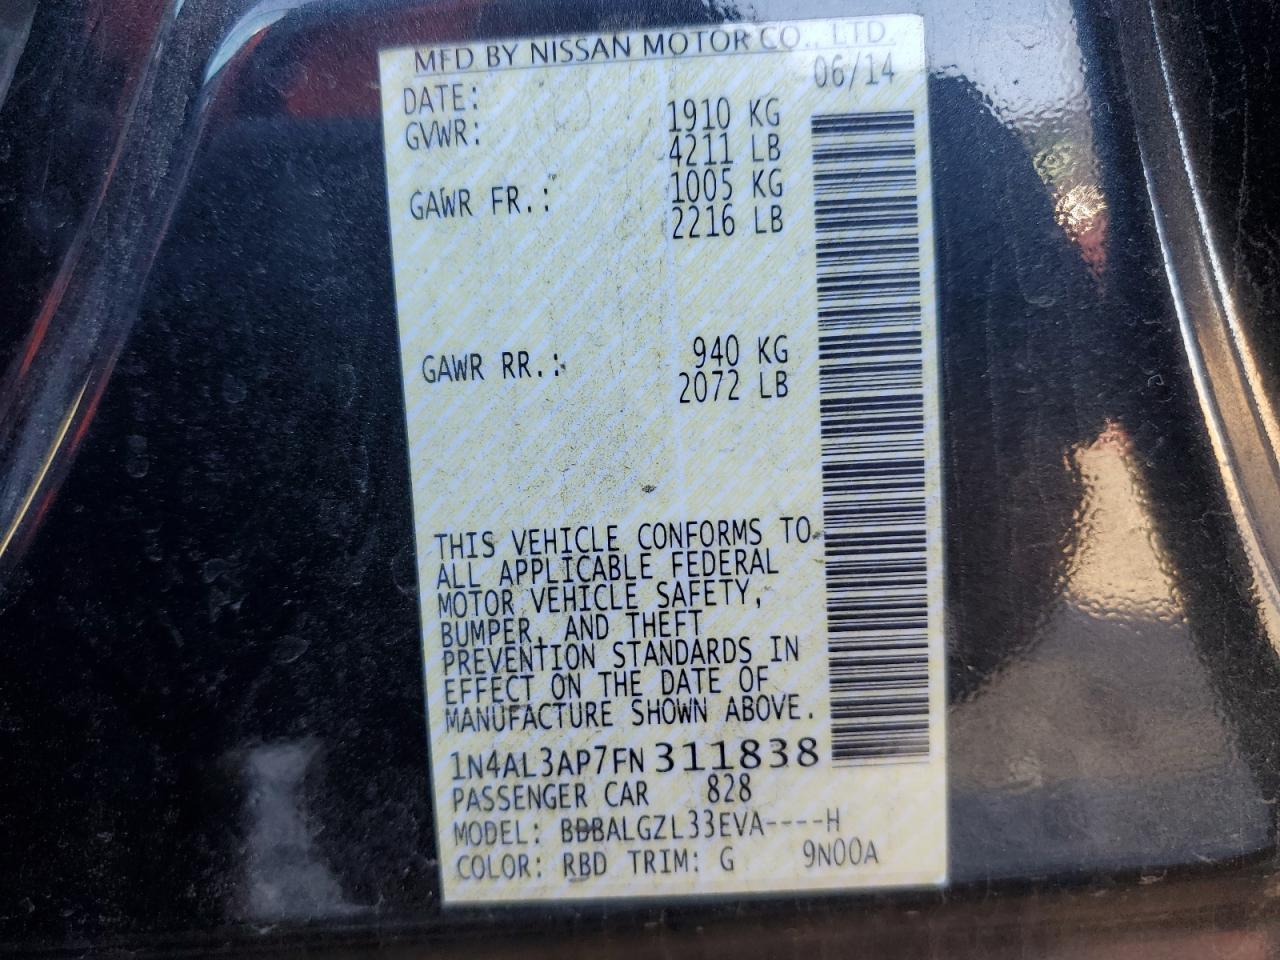 MFD BY NISSAN MOTOR CO., LTD.
DATE: 06/14
GVWR: 1910 KG
4211 LB
GAWR FR.: 1005 KG
2216 LB
GAWR RR.: 940 KG
2072 LB
THIS VEHICLE CONFORMS TO
ALL APPLICABLE FEDERAL
MOTOR VEHICLE SAFETY,
BUMPER, AND THEFT
PREVENTION STANDARDS IN
EFFECT ON THE DATE OF
MANUFACTURE SHOWN ABOVE.
1N4AL3AP7FN311838
PASSENGER CAR 828
MODEL: BDBALGZL33EVA----H
COLOR: RBD TRIM: G 9N00A